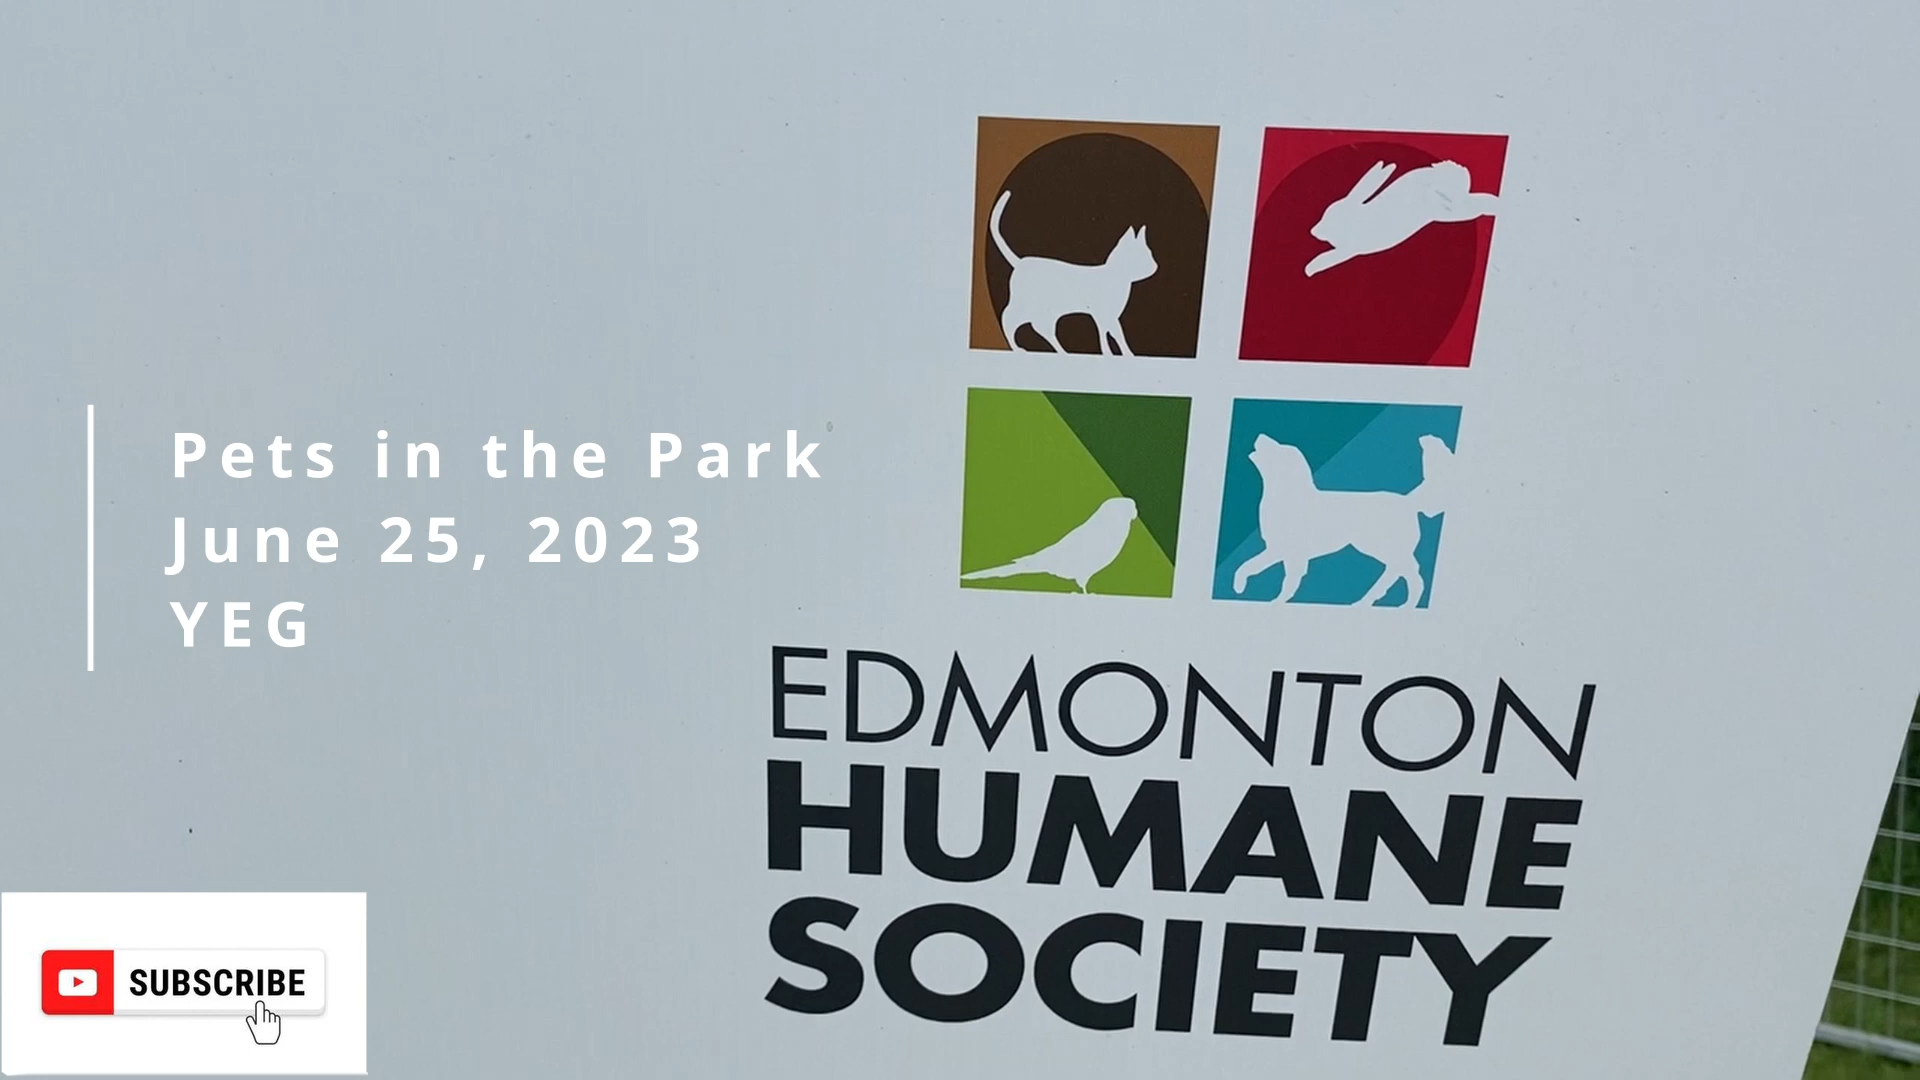 Pets in the Park
June 25, 2023
YEG
EDMONTON
HUMANE
SOCIETY
SUBSCRIBE